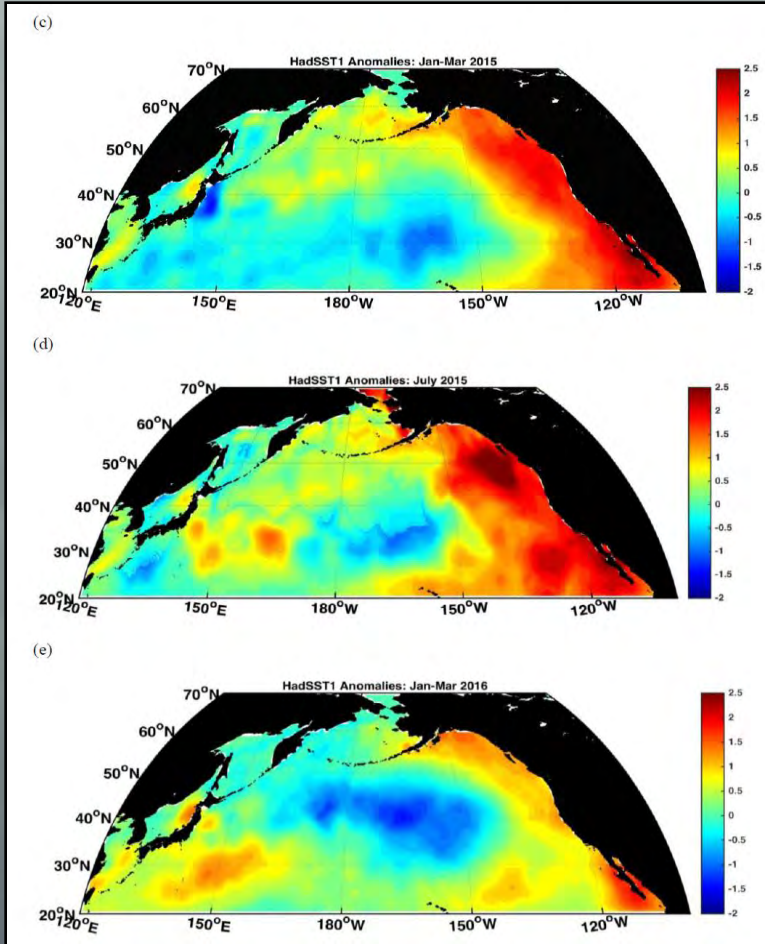 (c)
HadSST1 Anomalies: Jan-Mar 2015
70°N
60°N
50°N
40°N
30°N
20°N
120°E
150°E
180°W
150°W
120°W
2.5
2
1.5
1
0.5
0
-0.5
-1
-1.5
-2
(d)
HadSST1 Anomalies: July 2015
70°N
60°N
50°N
40°N
30°N
20°N
120°E
150°E
180°W
150°W
120°W
2.5
2
1.5
1
0.5
0
-0.5
-1
-1.5
-2
(e)
HadSST1 Anomalies: Jan-Mar 2016
70°N
60°N
50°N
40°N
30°N
20°N
120°E
150°E
180°W
150°W
120°W
2.5
2
1.5
1
0.5
0
-0.5
-1
-1.5
-2